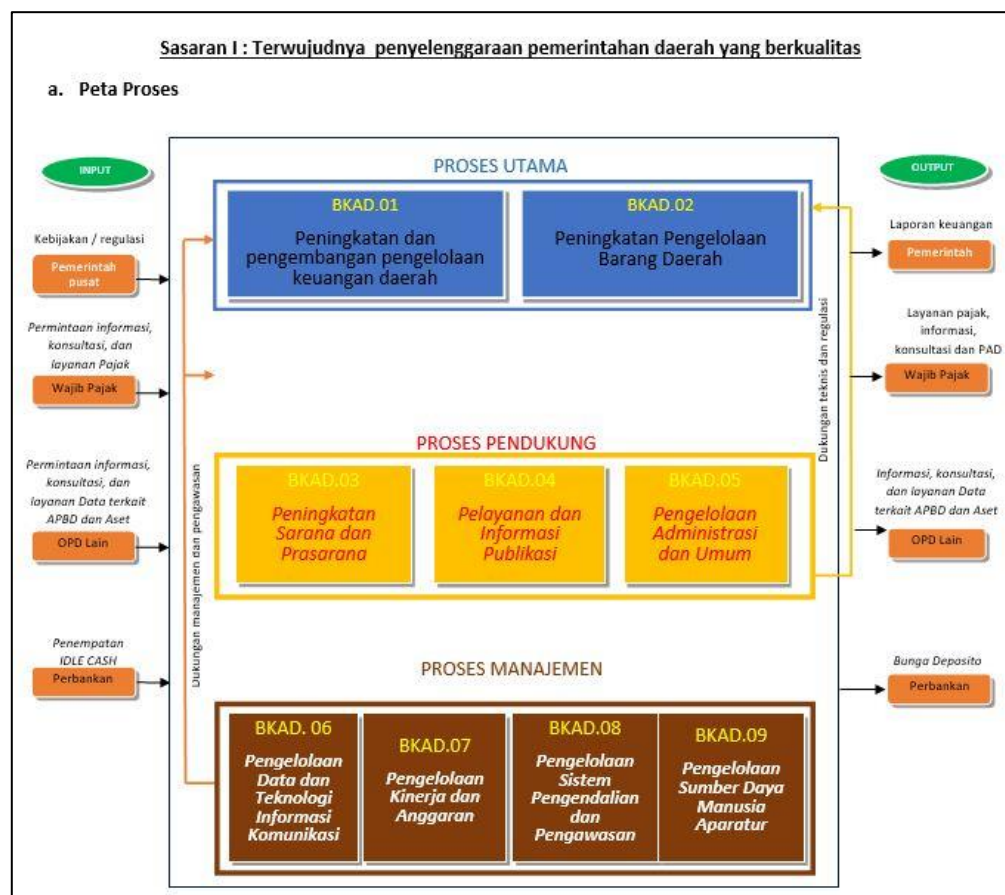 Sasaran I : Terwujudnya penyelenggaraan pemerintahan daerah yang berkualitas
a. Peta Proses
INPUT
Kebijakan / regulasi
Pemerintah
pusat
Permintaan informasi,
konsultasi, dan
layanan Pajak
Wajib Pajak
Permintaan informasi,
konsultasi, dan
layanan Data terkait
APBD dan Aset
OPD Lain
Penempatan
IDLE CASH
Perbankan
Dukungan manajemen dan pengawasan
PROSES UTAMA
BKAD.01
Peningkatan dan
pengembangan pengelolaan
keuangan daerah
BKAD.02
Peningkatan Pengelolaan
Barang Daerah
PROSES PENDUKUNG
BKAD.03
Peningkatan
Sarana dan
Prasarana
BKAD.04
Pelayanan dan
Informasi
Publikasi
BKAD.05
Pengelolaan
Administrasi
dan Umum
PROSES MANAJEMEN
BKAD. 06
Pengelolaan
Data dan
Teknologi
Informasi
Komunikasi
BKAD.07
Pengelolaan
Kinerja dan
Anggaran
BKAD.08
Pengelolaan
Sistem
Pengendalian
dan
Pengawasan
BKAD.09
Pengelolaan
Sumber Daya
Manusia
Aparatur
Dukungan teknis dan regulasi
OUTPUT
Laporan keuangan
Pemerintah
Layanan pajak,
informasi,
konsultasi dan PAD
Wajib Pajak
Informasi, konsultasi,
dan layanan Data
terkait APBD dan Aset
OPD Lain
Bunga Deposito
Perbankan